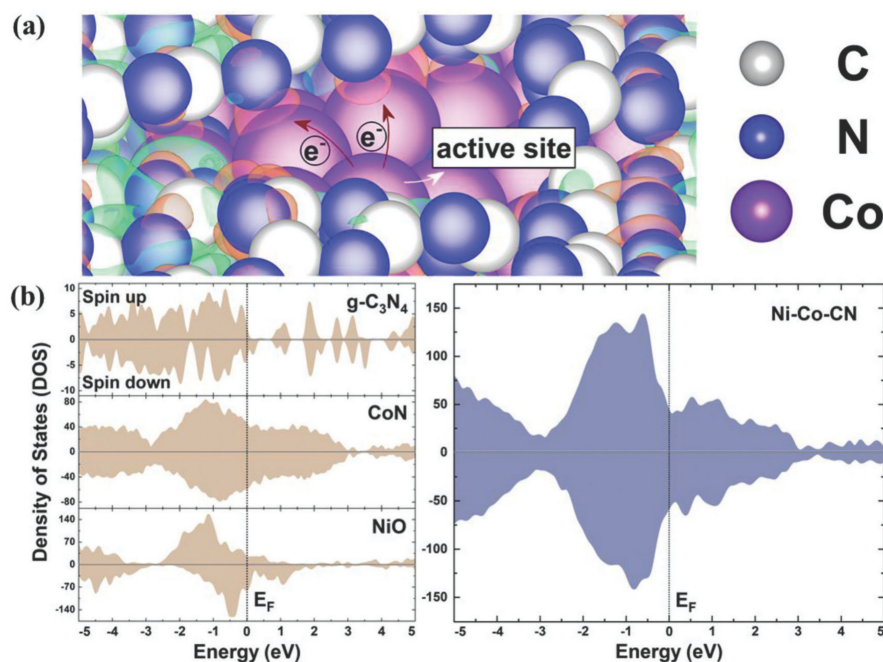 (a)
e-
e-
active site
C
N
Co
(b)
Density of States (DOS)
10
5
0
5
10
Spin up
Spin down
g-C3N4
80
40
0
-40
-80
CoN
140
70
0
-70
-140
NiO
EF
-5 -4 -3 -2 -1 0 1 2 3 4 5
Energy (eV)
150
100
50
0
-50
-100
-150
Ni-Co-CN
EF
-5 -4 -3 -2 -1 0 1 2 3 4 5
Energy (eV)